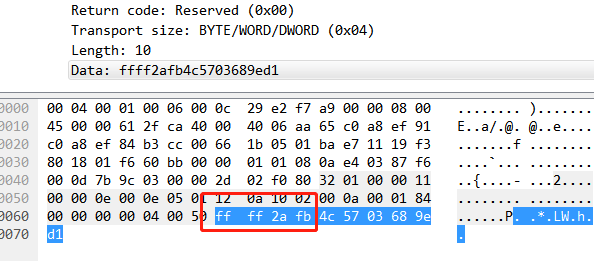 Return code: Reserved (0x00)
Transport size: BYTE/WORD/DWORD (0x04)
Length: 10
Data: ffff2afb4c5703689ed1
0000 00 04 00 01 00 06 00 0c 29 e2 f7 a9 00 00 08 00 ........ ).......
0010 45 00 00 61 2f ca 40 00 40 06 aa 65 c0 a8 ef 91 E..a/.@. @..e....
0020 c0 a8 ef 84 b3 cc 00 66 1b 05 01 ba e7 11 19 f3 .......f ........
0030 80 18 01 f6 60 bb 00 00 01 01 08 0a e4 03 87 f6 ....`... ........
0040 00 0d 7b 9c 03 00 00 2d 02 f0 80 32 01 00 00 11 ..{....- ...2....
0050 00 00 0e 00 0e 05 01 12 0a 10 02 00 0a 00 01 84 ........ ........
0060 00 00 00 00 04 00 50 ff ff 2a fb 4c 57 03 68 9e ......P. .*.LW.h.
0070 d1 .